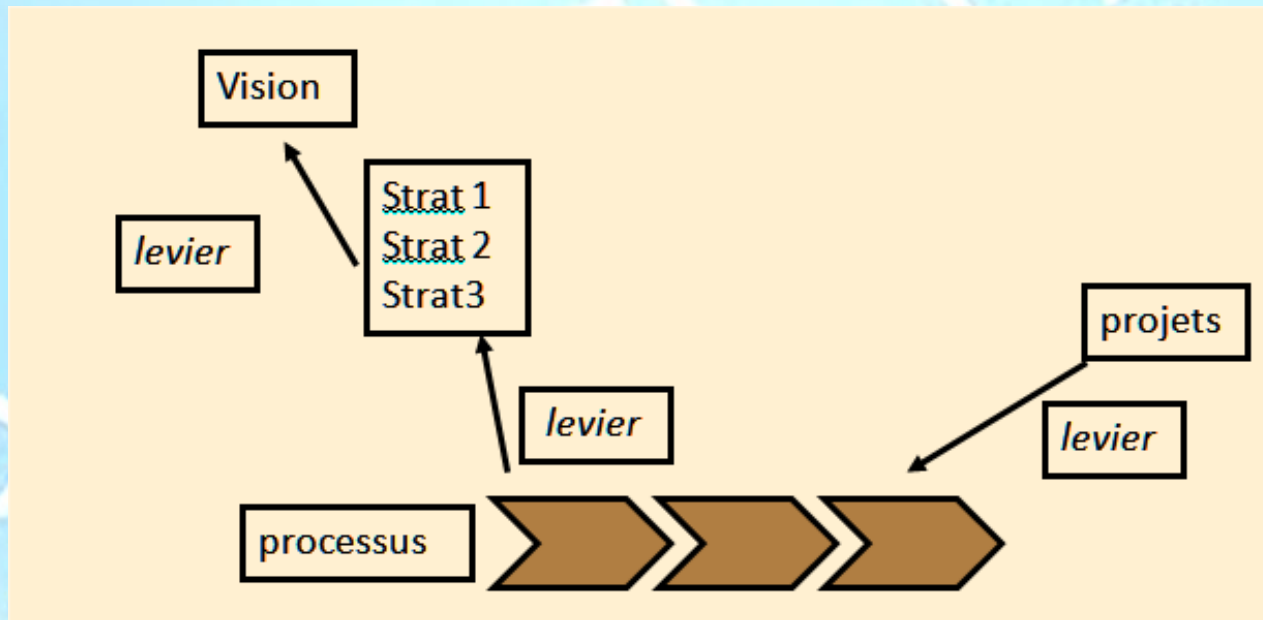 Vision
Strat 1
Strat 2
Strat3
levier
projets
levier
levier
processus